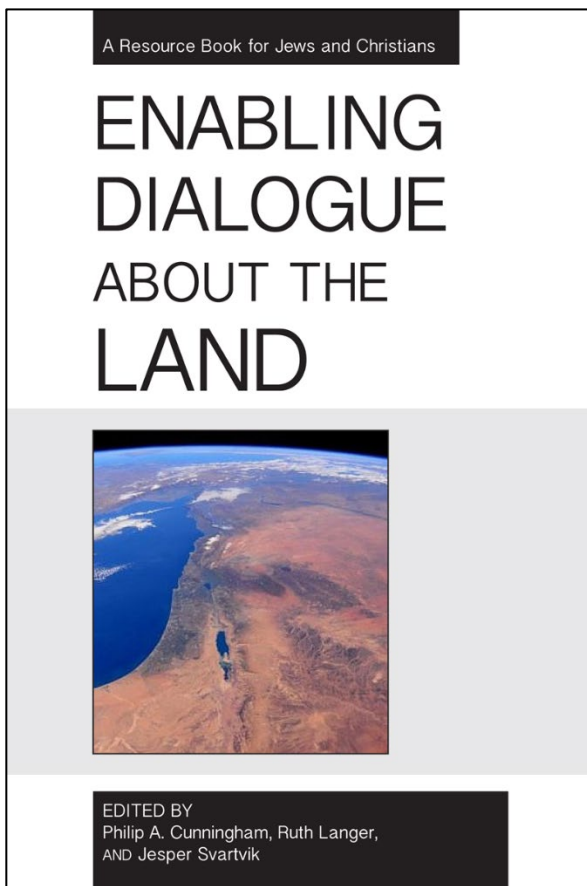 A Resource Book for Jews and Christians
ENABLING
DIALOGUE
ABOUT THE
LAND
EDITED BY
Philip A. Cunningham, Ruth Langer,
AND Jesper Svartvik